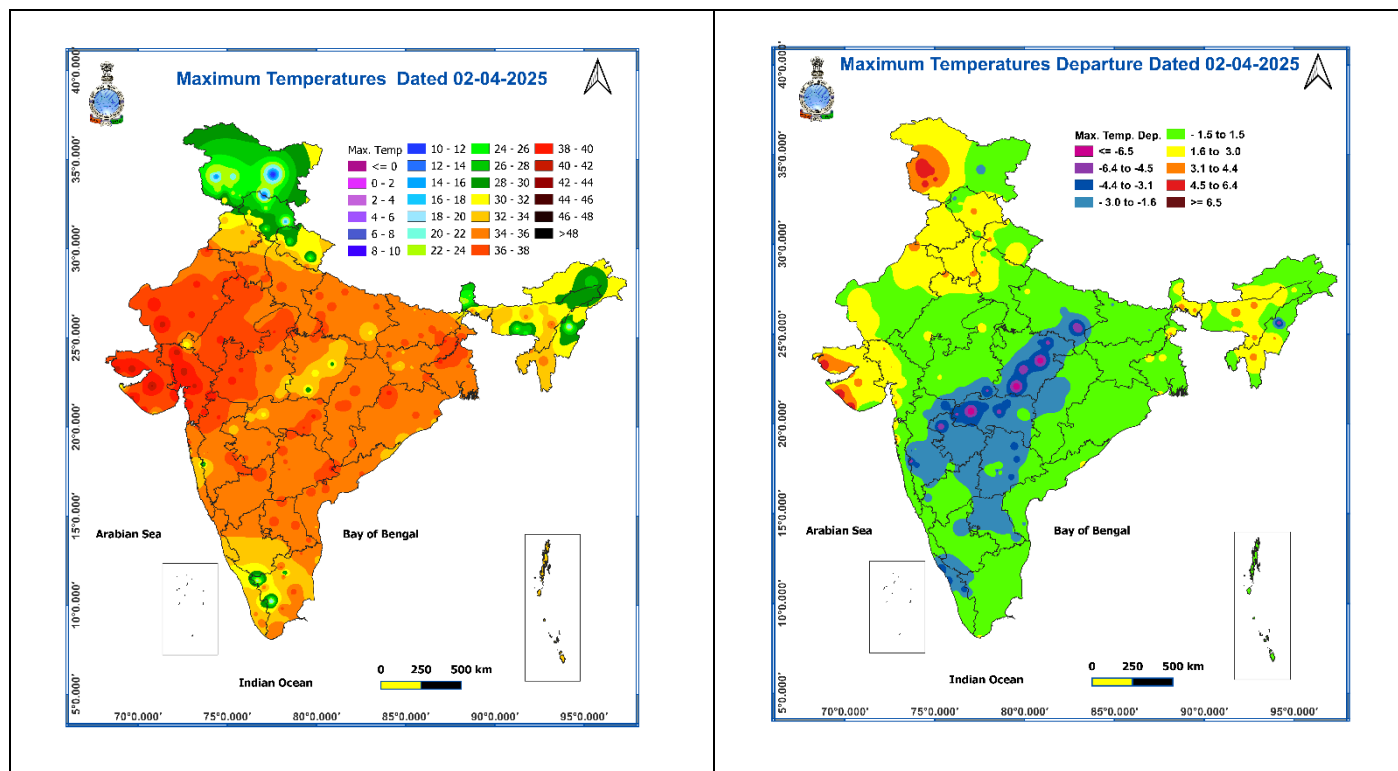 Maximum Temperatures Dated 02-04-2025
Max. Temp
<= 0
0 - 2
2 - 4
4 - 6
6 - 8
8 - 10
10 - 12
12 - 14
14 - 16
16 - 18
18 - 20
20 - 22
22 - 24
24 - 26
26 - 28
28 - 30
30 - 32
32 - 34
34 - 36
36 - 38
38 - 40
40 - 42
42 - 44
44 - 46
46 - 48
>48
40°0.000'
35°0.000'
30°0.000'
25°0.000'
20°0.000'
15°0.000'
10°0.000'
5°0.000'
Arabian Sea
Bay of Bengal
Indian Ocean
0 250 500 km
70°0.000' 75°0.000' 80°0.000' 85°0.000' 90°0.000' 95°0.000'
Maximum Temperatures Departure Dated 02-04-2025
Max. Temp. Dep.
<= -6.5
-6.4 to -4.5
-4.4 to -3.1
- 3.0 to -1.6
- 1.5 to 1.5
1.6 to 3.0
3.1 to 4.4
4.5 to 6.4
>= 6.5
40°0.000'
35°0.000'
30°0.000'
25°0.000'
20°0.000'
15°0.000'
10°0.000'
5°0.000'
Arabian Sea
Bay of Bengal
Indian Ocean
0 250 500 km
70°0.000' 75°0.000' 80°0.000' 85°0.000' 90°0.000' 95°0.000'